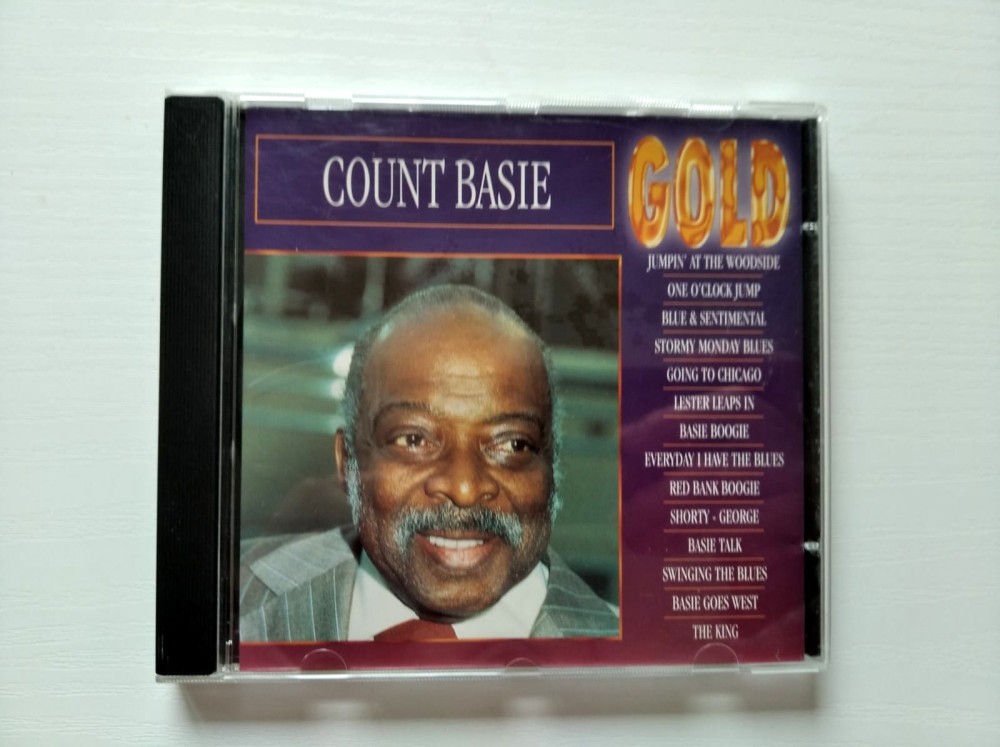 COUNT BASIE
GOLD
JUMPIN' AT THE WOODSIDE
ONE O'CLOCK JUMP
BLUE & SENTIMENTAL
STORMY MONDAY BLUES
GOING TO CHICAGO
LESTER LEAPS IN
BASIE BOOGIE
EVERYDAY I HAVE THE BLUES
RED BANK BOOGIE
SHORTY - GEORGE
BASIE TALK
SWINGING THE BLUES
BASIE GOES WEST
THE KING